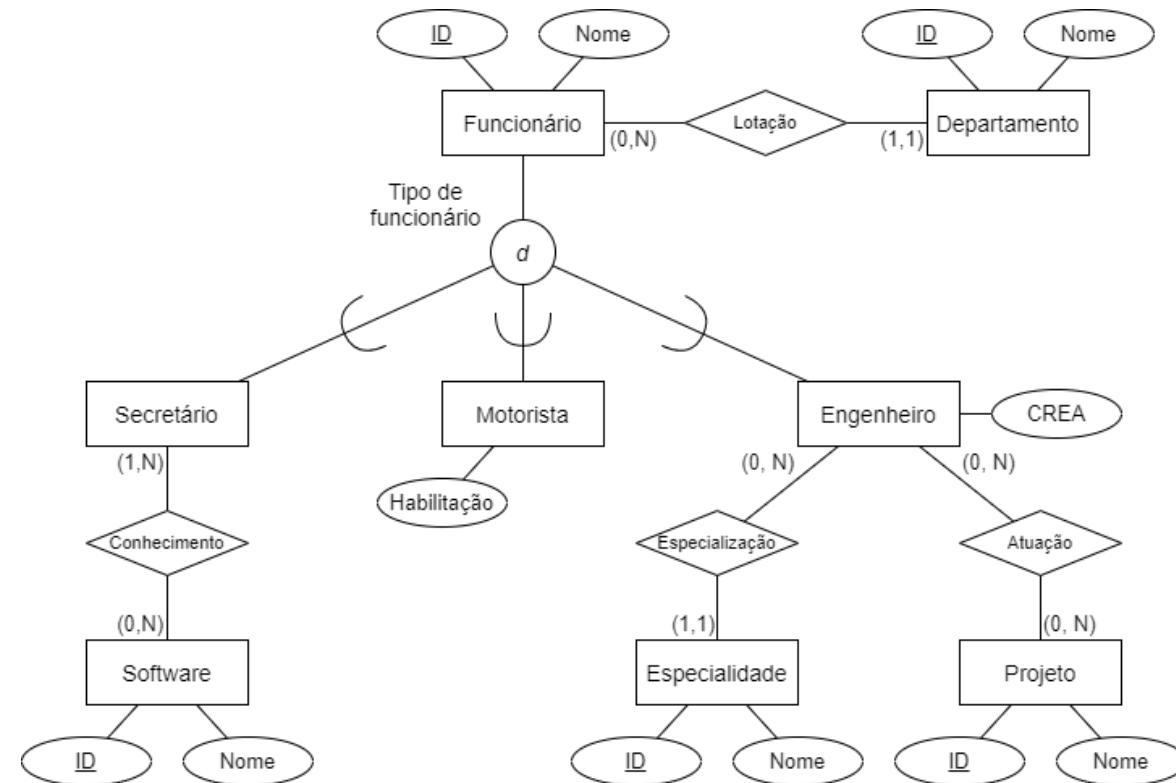 ID
Nome
ID
Nome
Funcionário
(0,N)
Lotação
(1,1)
Departamento
Tipo de
funcionário
d
Secretário
Motorista
Engenheiro
CREA
(1,N)
(0, N)
(0, N)
Habilitação
Conhecimento
Especialização
Atuação
(0,N)
(1,1)
(0, N)
Software
Especialidade
Projeto
ID
Nome
ID
Nome
ID
Nome